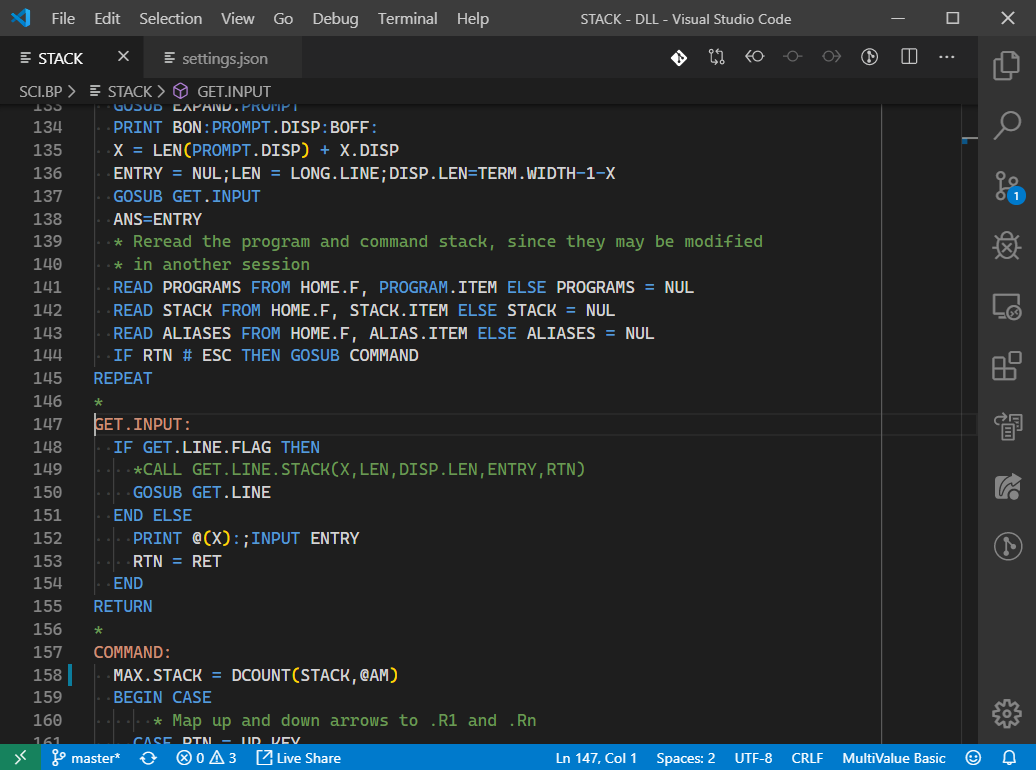 File Edit Selection View Go Debug Terminal Help STACK - DLL - Visual Studio Code
STACK settings.json
SCI.BP > STACK > GET.INPUT
133 GOSUB EXPAND.PROMPT
134 PRINT BON:PROMPT.DISP:BOFF:
135 X = LEN(PROMPT.DISP) + X.DISP
136 ENTRY = NUL;LEN = LONG.LINE;DISP.LEN=TERM.WIDTH-1-X
137 GOSUB GET.INPUT
138 ANS=ENTRY
139 * Reread the program and command stack, since they may be modified
140 * in another session
141 READ PROGRAMS FROM HOME.F, PROGRAM.ITEM ELSE PROGRAMS = NUL
142 READ STACK FROM HOME.F, STACK.ITEM ELSE STACK = NUL
143 READ ALIASES FROM HOME.F, ALIAS.ITEM ELSE ALIASES = NUL
144 IF RTN # ESC THEN GOSUB COMMAND
145 REPEAT
146 *
147 GET.INPUT:
148 IF GET.LINE.FLAG THEN
149 *CALL GET.LINE.STACK(X,LEN,DISP.LEN,ENTRY,RTN)
150 GOSUB GET.LINE
151 END ELSE
152 PRINT @(X):;INPUT ENTRY
153 RTN = RET
154 END
155 RETURN
156 *
157 COMMAND:
158 MAX.STACK = DCOUNT(STACK,@AM)
159 BEGIN CASE
160 * Map up and down arrows to .R1 and .Rn
161 CASE RTN = UP.KEY
1
master* 0 3 Live Share Ln 147, Col 1 Spaces: 2 UTF-8 CRLF MultiValue Basic